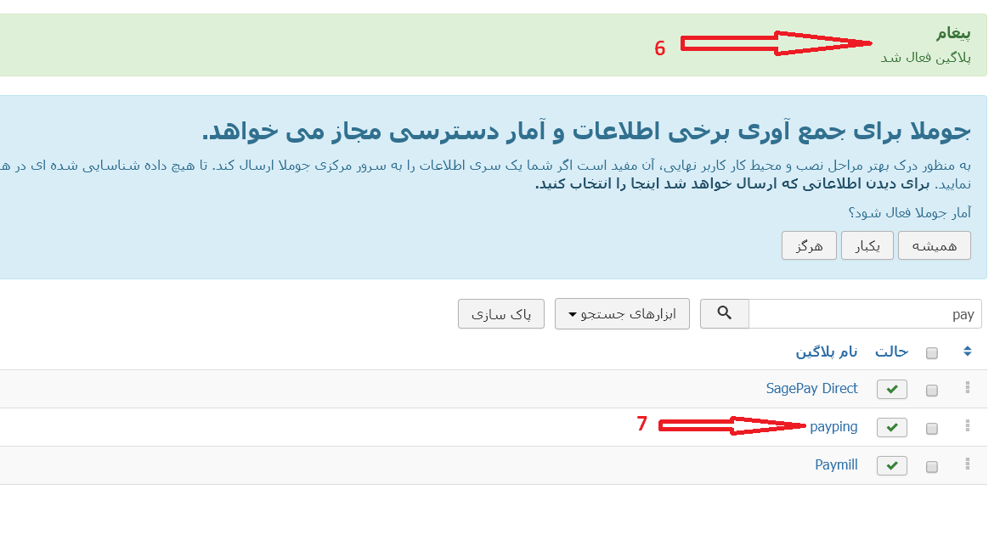 پیغام
6
پلاگین فعال شد
جوملا برای جمع آوری برخی اطلاعات و آمار دسترسی مجاز می خواهد.
به منظور درک بهتر مراحل نصب و محیط کار کاربر نهایی، آن مفید است اگر شما یک سری اطلاعات را به سرور مرکزی جوملا ارسال کند. تا هیچ داده شناسایی شده ای در
نمایید. برای دیدن اطلاعاتی که ارسال خواهد شد اینجا را انتخاب کنید.
آمار جوملا فعال شود؟
همیشه یکبار هرگز
pay ابزارهای جستجو پاک سازی
حالت نام پلاگین
SagePay Direct
payping 7
Paymill